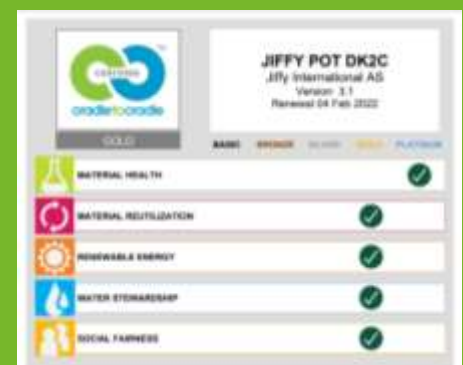 CERTIFIED
cradletocradle
GOLD
JIFFY POT DK2C
Jiffy International AS
Version 3.1
Renewal 04 Feb 2022
BASIC BRONZE SILVER GOLD PLATINUM
MATERIAL HEALTH
MATERIAL REUTILIZATION
RENEWABLE ENERGY
WATER STEWARDSHIP
SOCIAL FAIRNESS